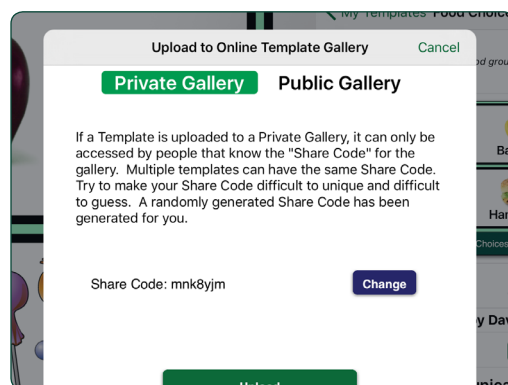 My Templates Food Choice
Upload to Online Template Gallery Cancel
Private Gallery Public Gallery
If a Template is uploaded to a Private Gallery, it can only be
accessed by people that know the "Share Code" for the
gallery. Multiple templates can have the same Share Code.
Try to make your Share Code difficult to unique and difficult
to guess. A randomly generated Share Code has been
generated for you.
Share Code: mnk8yjm Change
Upload
Choices